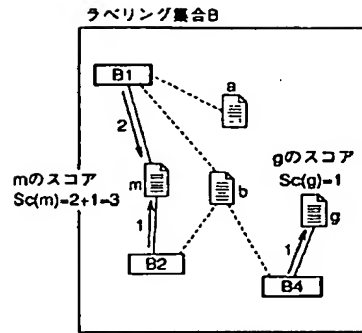 ラベリング集合B
B1
a
2
mのスコア
Sc(m)=2+1=3
m
b
gのスコア
Sc(g)=1
g
1
1
B2
B4